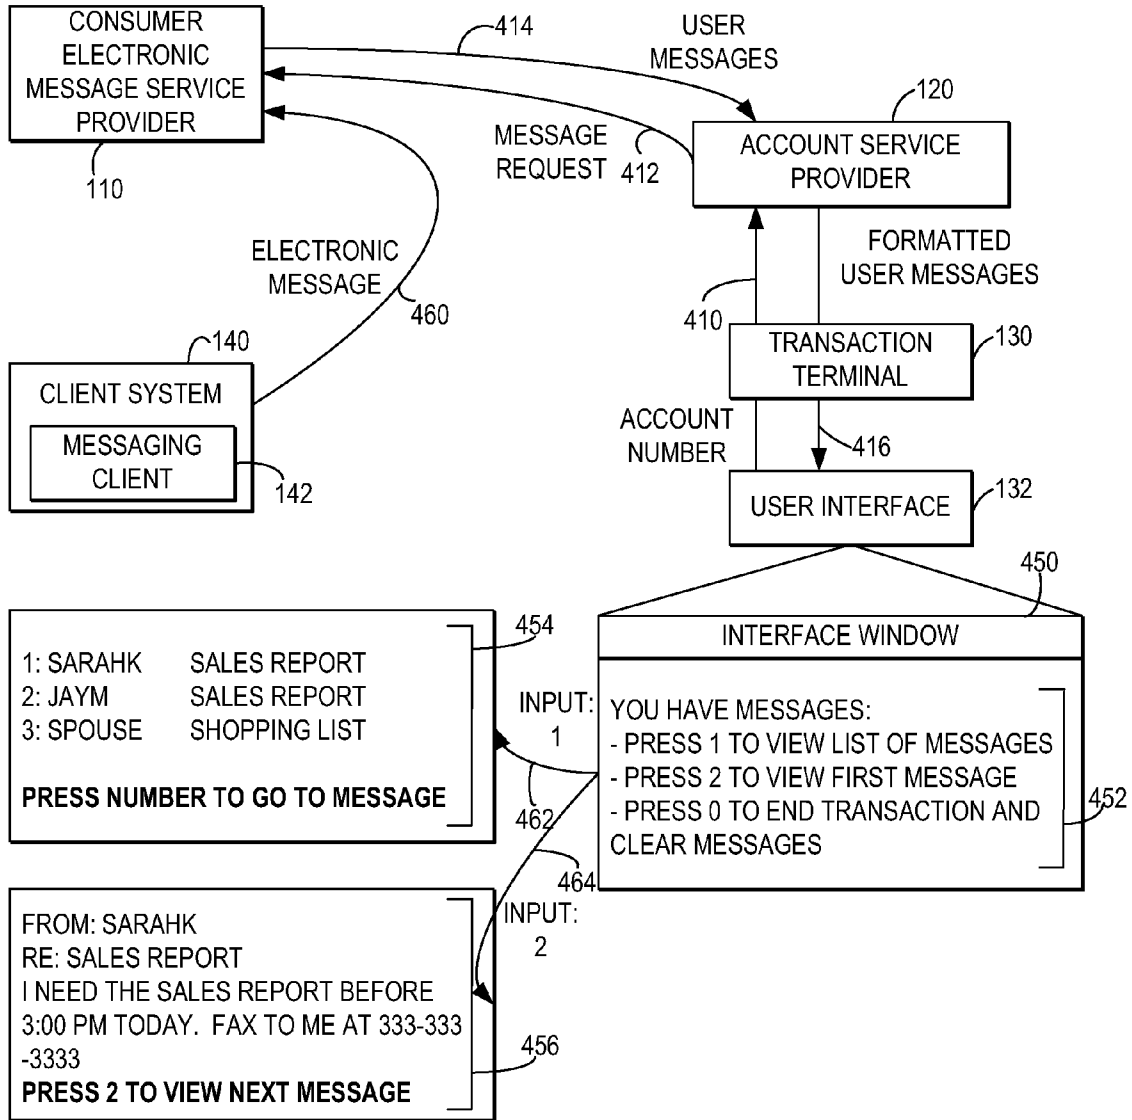 CONSUMER
ELECTRONIC
MESSAGE SERVICE
PROVIDER
110
414
USER
MESSAGES
MESSAGE
REQUEST
412
120
ACCOUNT SERVICE
PROVIDER
ELECTRONIC
MESSAGE
460
FORMATTED
USER MESSAGES
410
140
CLIENT SYSTEM
MESSAGING
CLIENT
142
TRANSACTION
TERMINAL
130
ACCOUNT
NUMBER
416
USER INTERFACE
132
450
INTERFACE WINDOW
YOU HAVE MESSAGES:
- PRESS 1 TO VIEW LIST OF MESSAGES
- PRESS 2 TO VIEW FIRST MESSAGE
- PRESS 0 TO END TRANSACTION AND
CLEAR MESSAGES
452
454
1: SARAHK SALES REPORT
2: JAYM SALES REPORT
3: SPOUSE SHOPPING LIST
PRESS NUMBER TO GO TO MESSAGE
INPUT:
1
462
464
INPUT:
2
FROM: SARAHK
RE: SALES REPORT
I NEED THE SALES REPORT BEFORE
3:00 PM TODAY. FAX TO ME AT 333-333
-3333
PRESS 2 TO VIEW NEXT MESSAGE
456